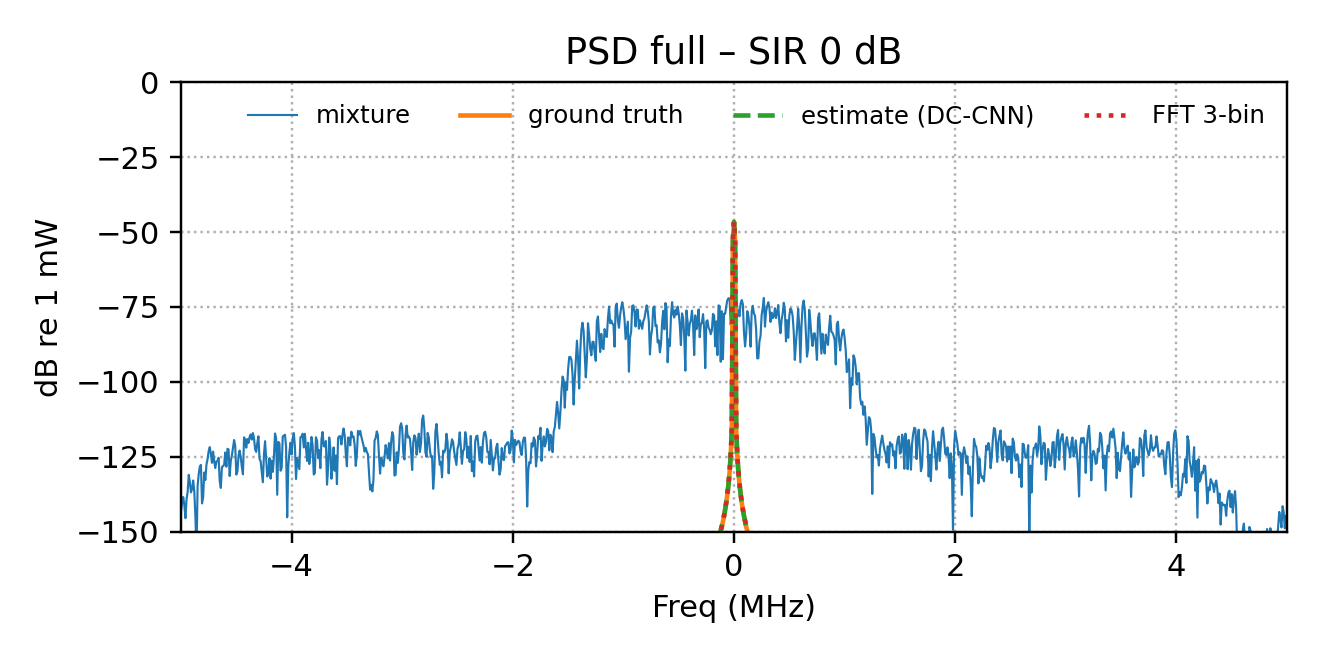 PSD full – SIR 0 dB
mixture ground truth estimate (DC-CNN) FFT 3-bin
0
−25
−50
−75
−100
−125
−150
dB re 1 mW
−4 −2 0 2 4
Freq (MHz)